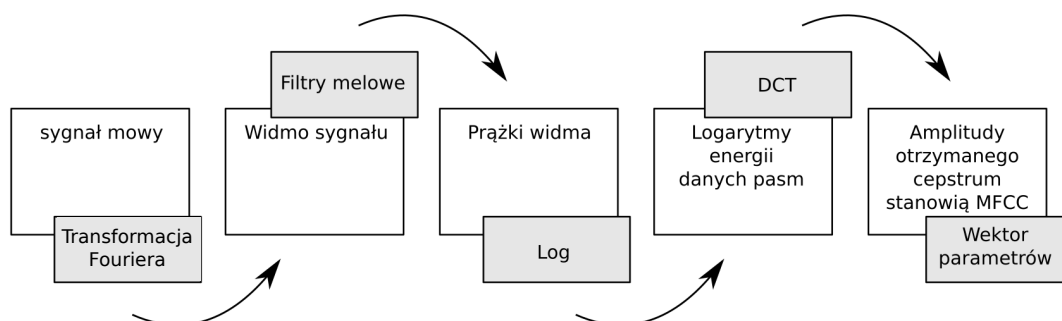 sygnał mowy
Transformacja
Fouriera
Filtry melowe
Widmo sygnału
Prążki widma
Log
DCT
Logarytmy
energii
danych pasm
Amplitudy
otrzymanego
cepstrum
stanowią MFCC
Wektor
parametrów